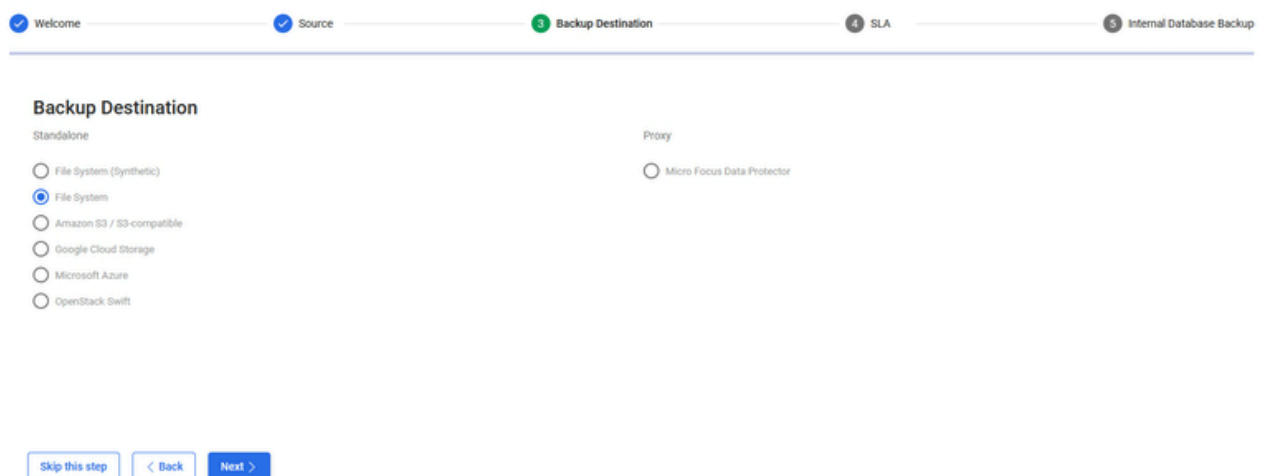 Welcome
Source
3 Backup Destination
4 SLA
5 Internal Database Backup
Backup Destination
Standalone
File System (Synthetic)
File System
Amazon S3 / S3-compatible
Google Cloud Storage
Microsoft Azure
OpenStack Swift
Proxy
Micro Focus Data Protector
Skip this step
< Back
Next >